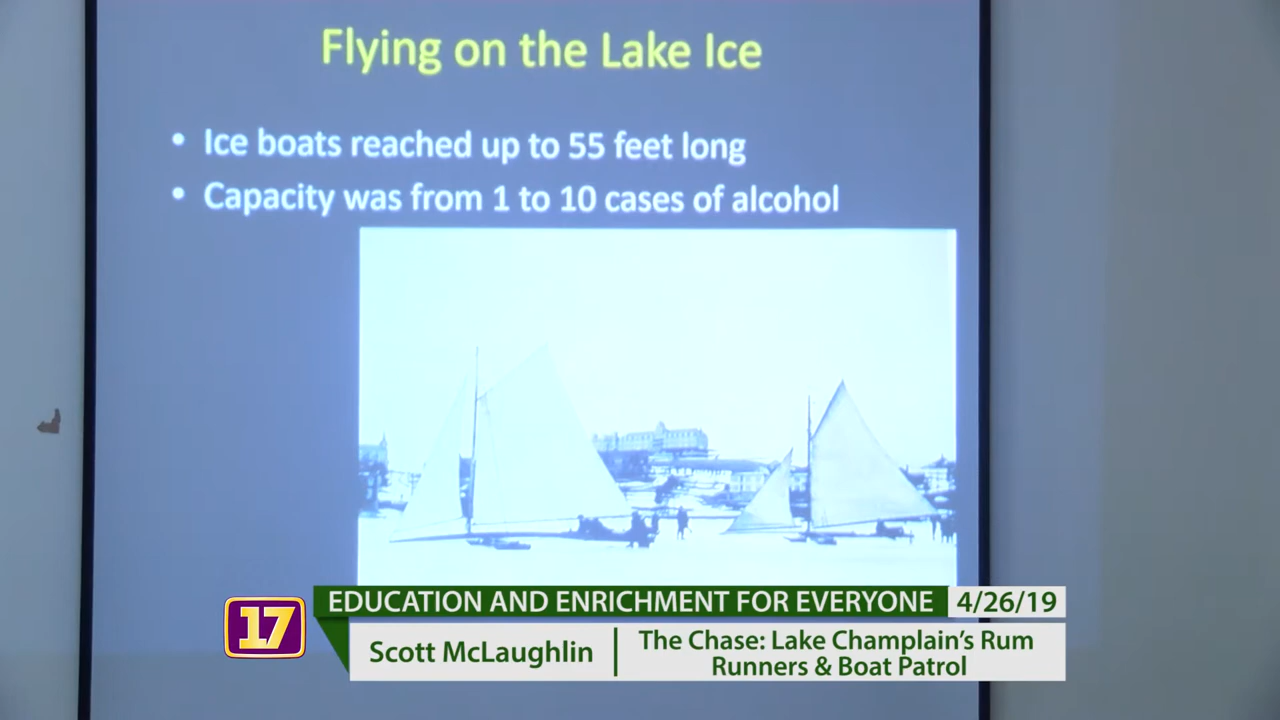 Flying on the Lake Ice
• Ice boats reached up to 55 feet long
• Capacity was from 1 to 10 cases of alcohol
17
EDUCATION AND ENRICHMENT FOR EVERYONE
4/26/19
Scott McLaughlin
The Chase: Lake Champlain's Rum
Runners & Boat Patrol